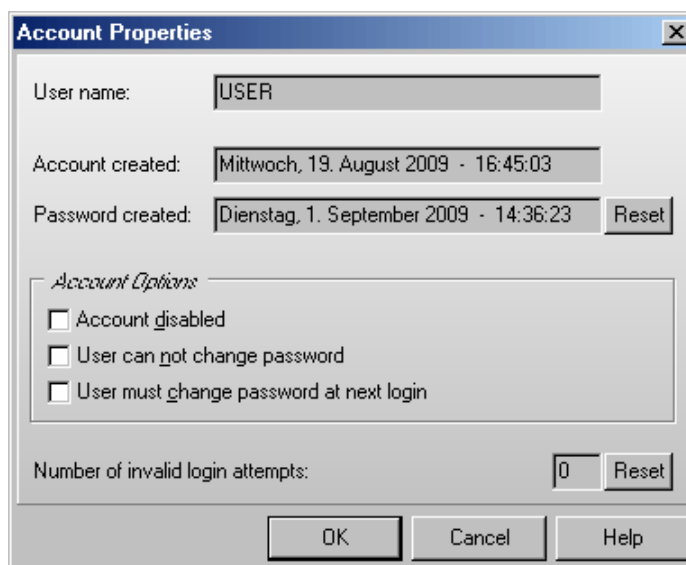 Account Properties
User name: USER
Account created: Mittwoch, 19. August 2009 - 16:45:03
Password created: Dienstag, 1. September 2009 - 14:36:23 Reset
Account Options
Account disabled
User can not change password
User must change password at next login
Number of invalid login attempts: 0 Reset
OK Cancel Help